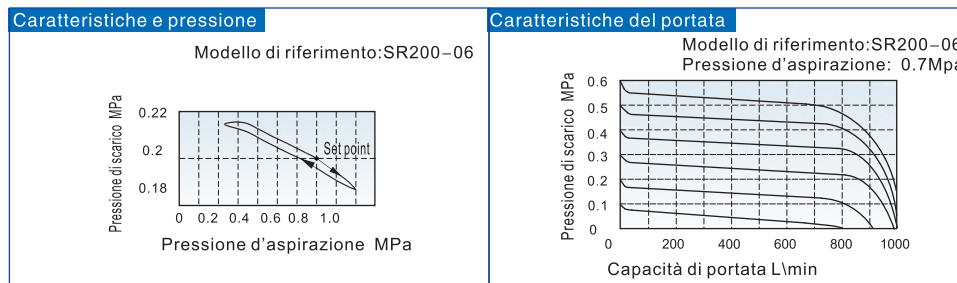 Caratteristiche e pressione
Modello di riferimento:SR200-06
Pressione di scarico MPa
0.22
0.2
0.18
Set point
0 0.2 0.4 0.6 0.8 1.0
Pressione d'aspirazione MPa
Caratteristiche del portata
Modello di riferimento:SR200-06
Pressione d'aspirazione: 0.7Mpa
Pressione di scarico MPa
0.6
0.5
0.4
0.3
0.2
0.1
0
0 200 400 600 800 1000
Capacità di portata L\min